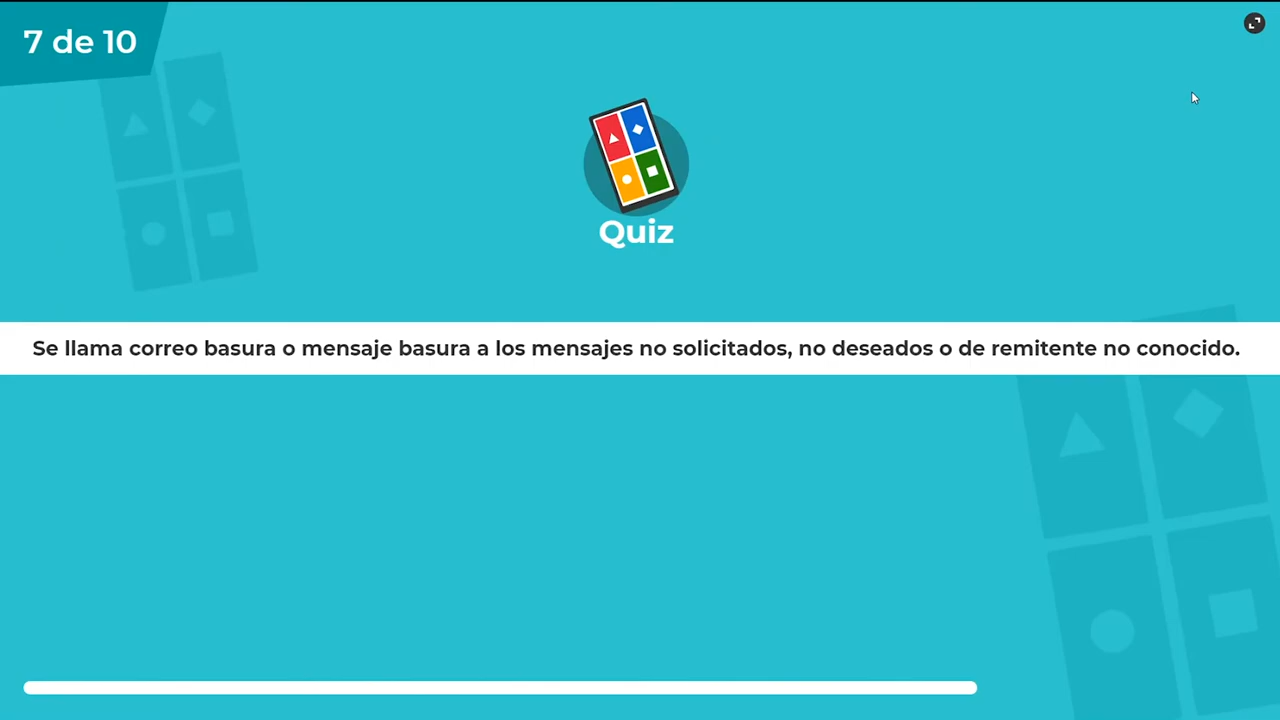 7 de 10
Quiz
Se llama correo basura o mensaje basura a los mensajes no solicitados, no deseados o de remitente no conocido.